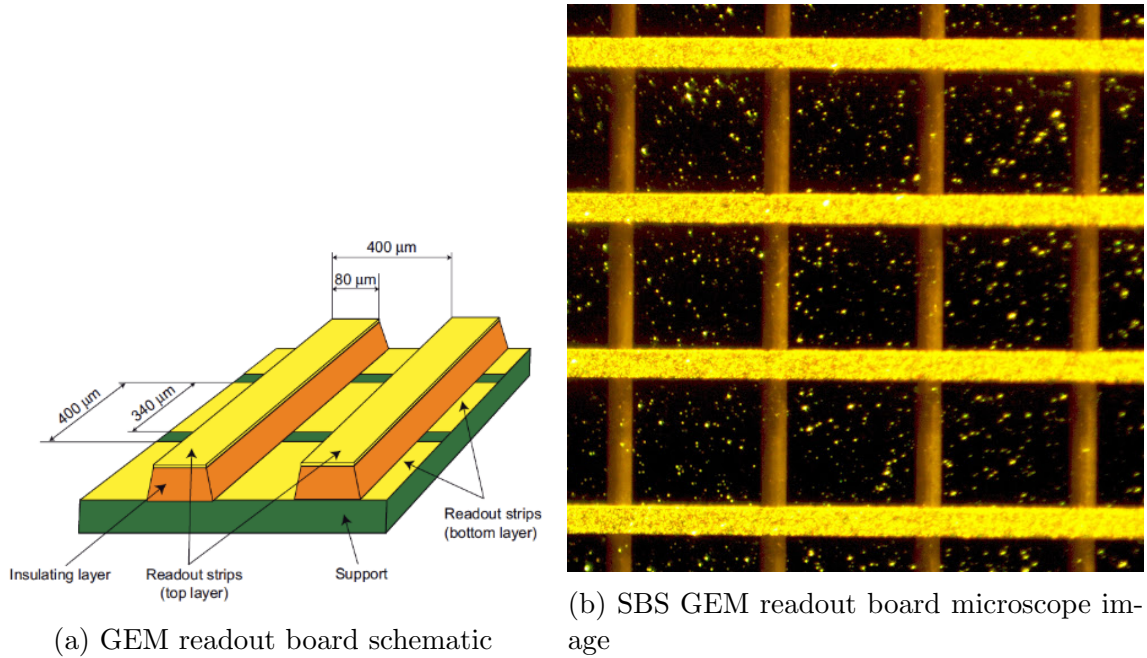 400 μm
80 μm
400 μm
340 μm
Readout strips
(bottom layer)
Insulating layer
Readout strips
(top layer)
Support
(a) GEM readout board schematic
(b) SBS GEM readout board microscope im-
age